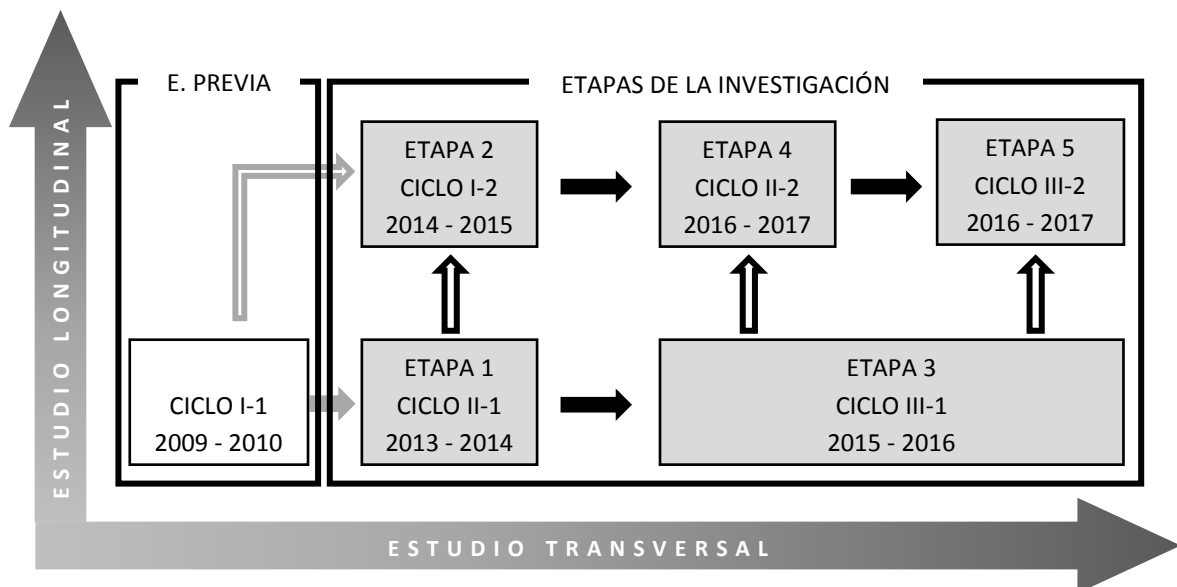 E. PREVIA
ETAPAS DE LA INVESTIGACIÓN
ETAPA 2
CICLO I-2
2014 - 2015
ETAPA 4
CICLO II-2
2016 - 2017
ETAPA 5
CICLO III-2
2016 - 2017
CICLO I-1
2009 - 2010
ETAPA 1
CICLO II-1
2013 - 2014
ETAPA 3
CICLO III-1
2015 - 2016
ESTUDIO LONGITUDINAL
ESTUDIO TRANSVERSAL